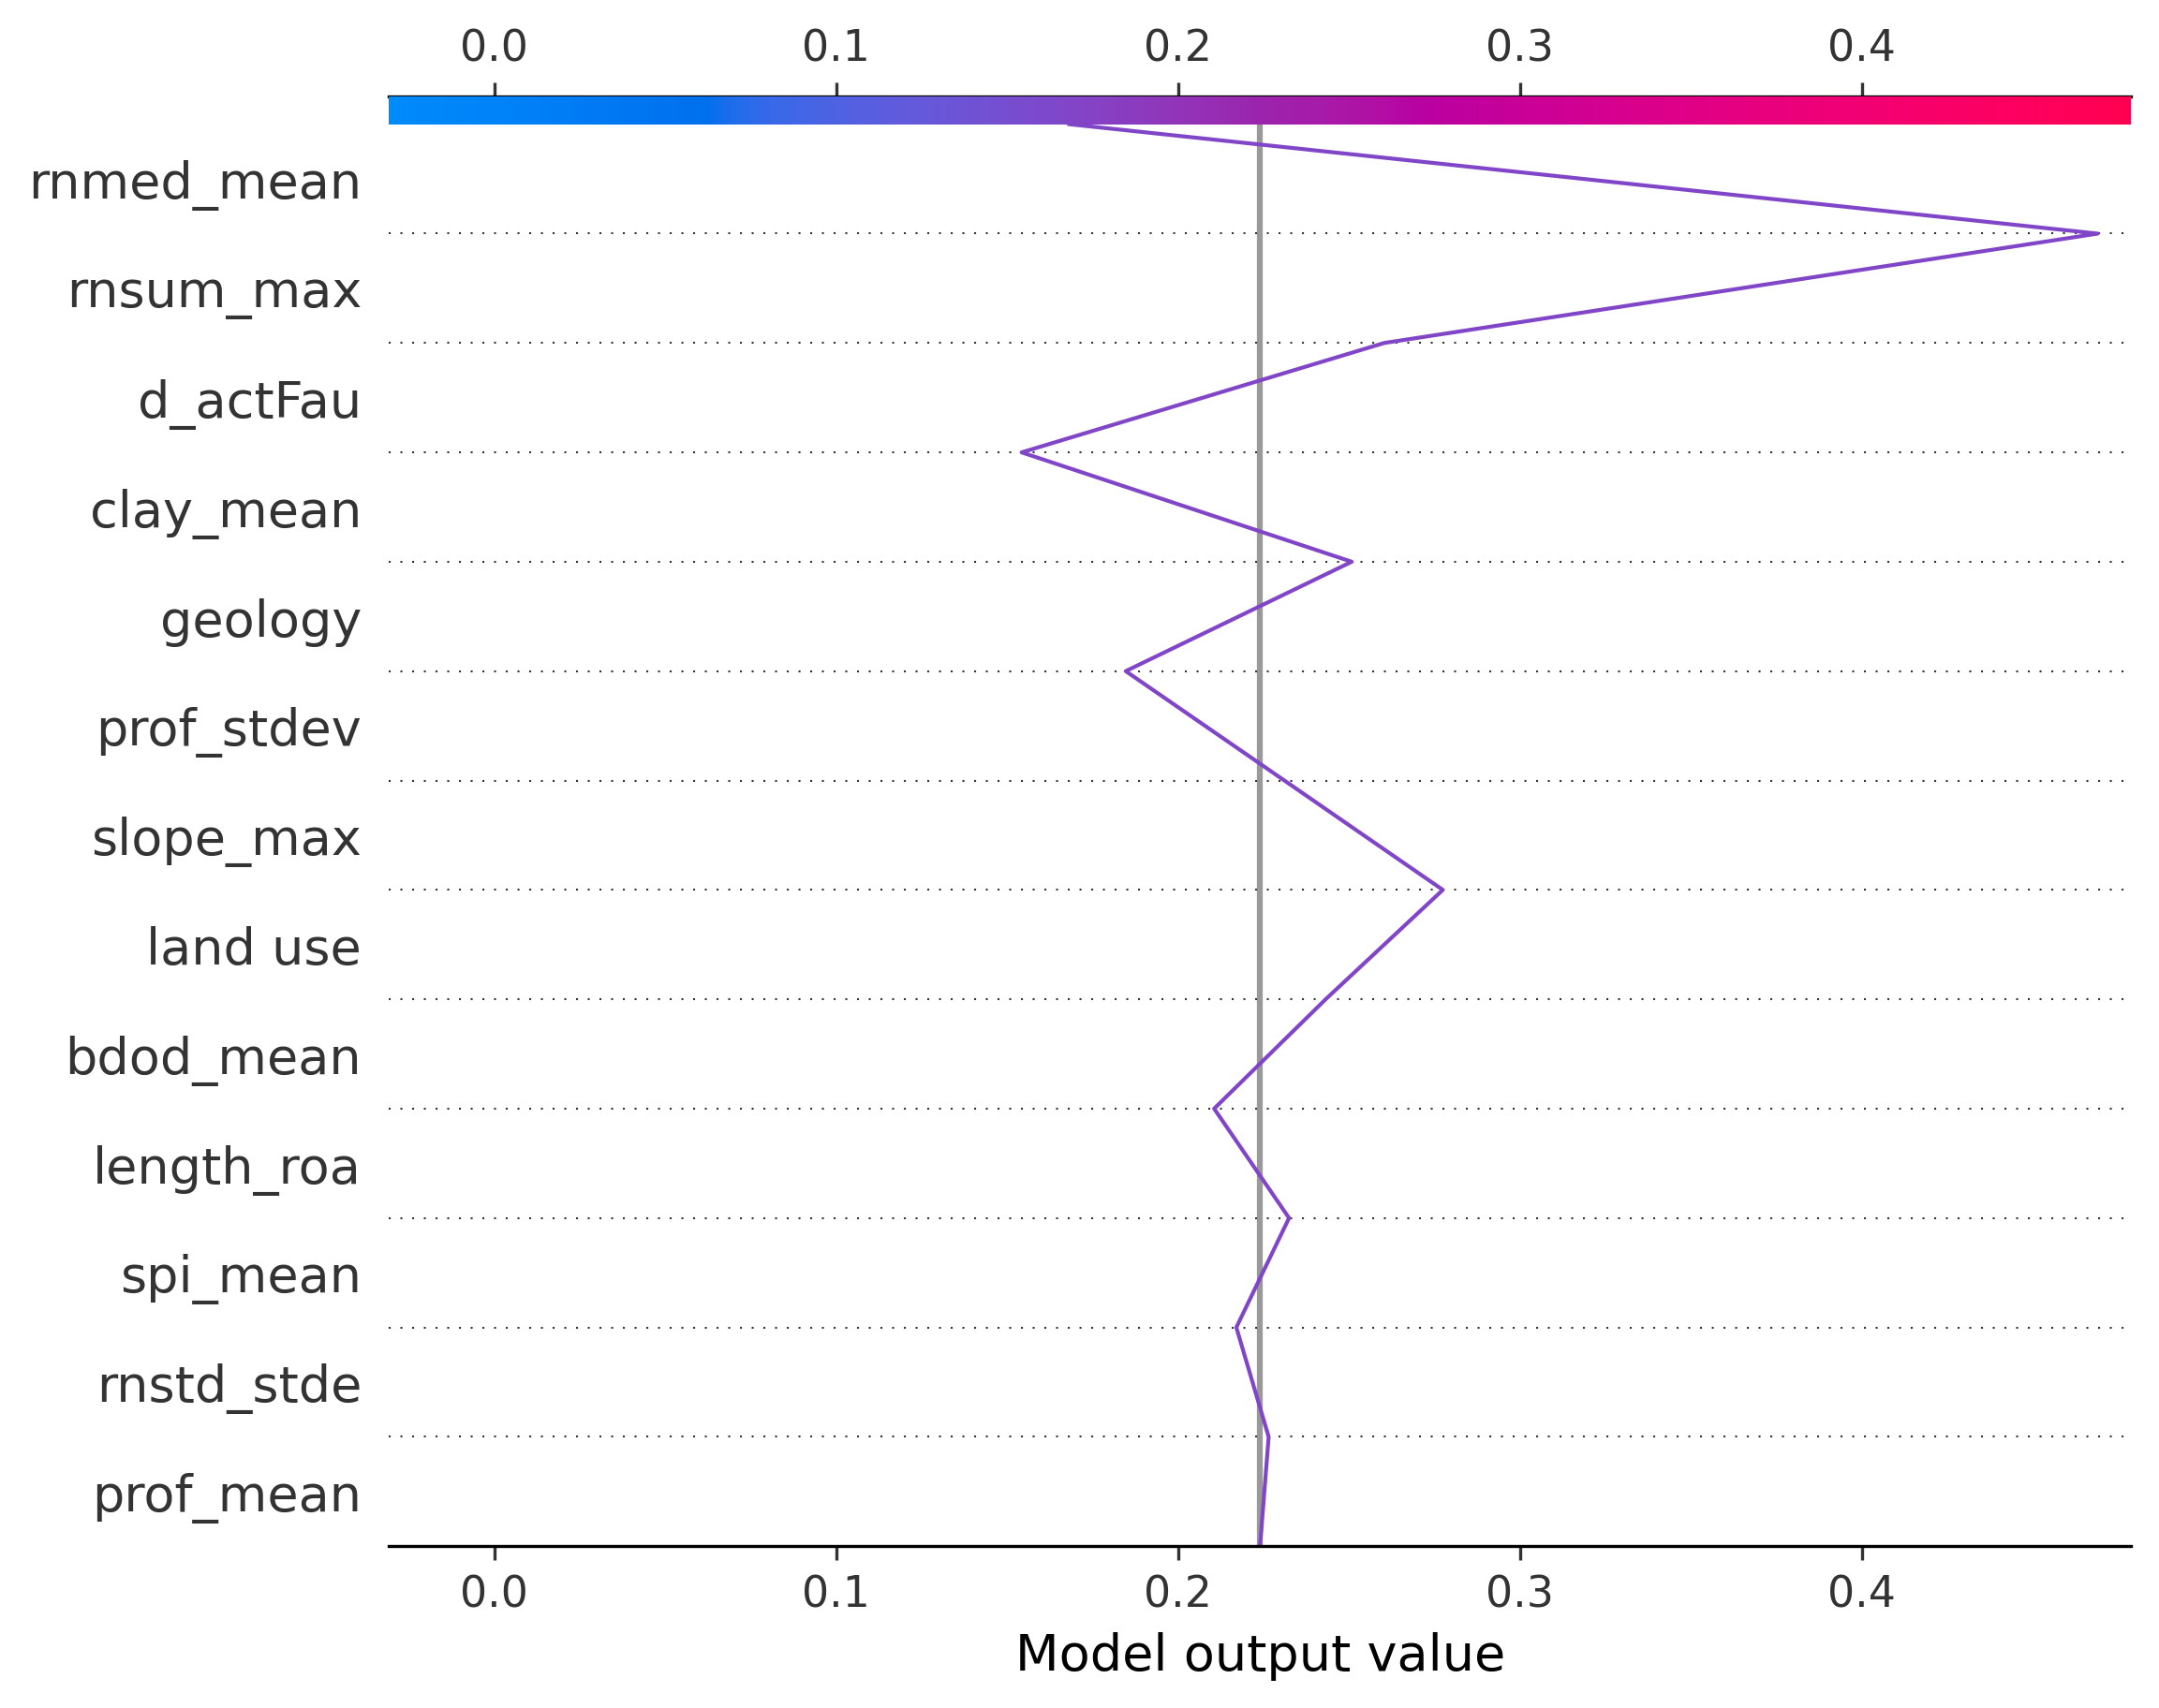 0.0 0.1 0.2 0.3 0.4
rnmed_mean
rnsum_max
d_actFau
clay_mean
geology
prof_stdev
slope_max
land use
bdod_mean
length_roa
spi_mean
rnstd_stde
prof_mean
0.0 0.1 0.2 0.3 0.4
Model output value